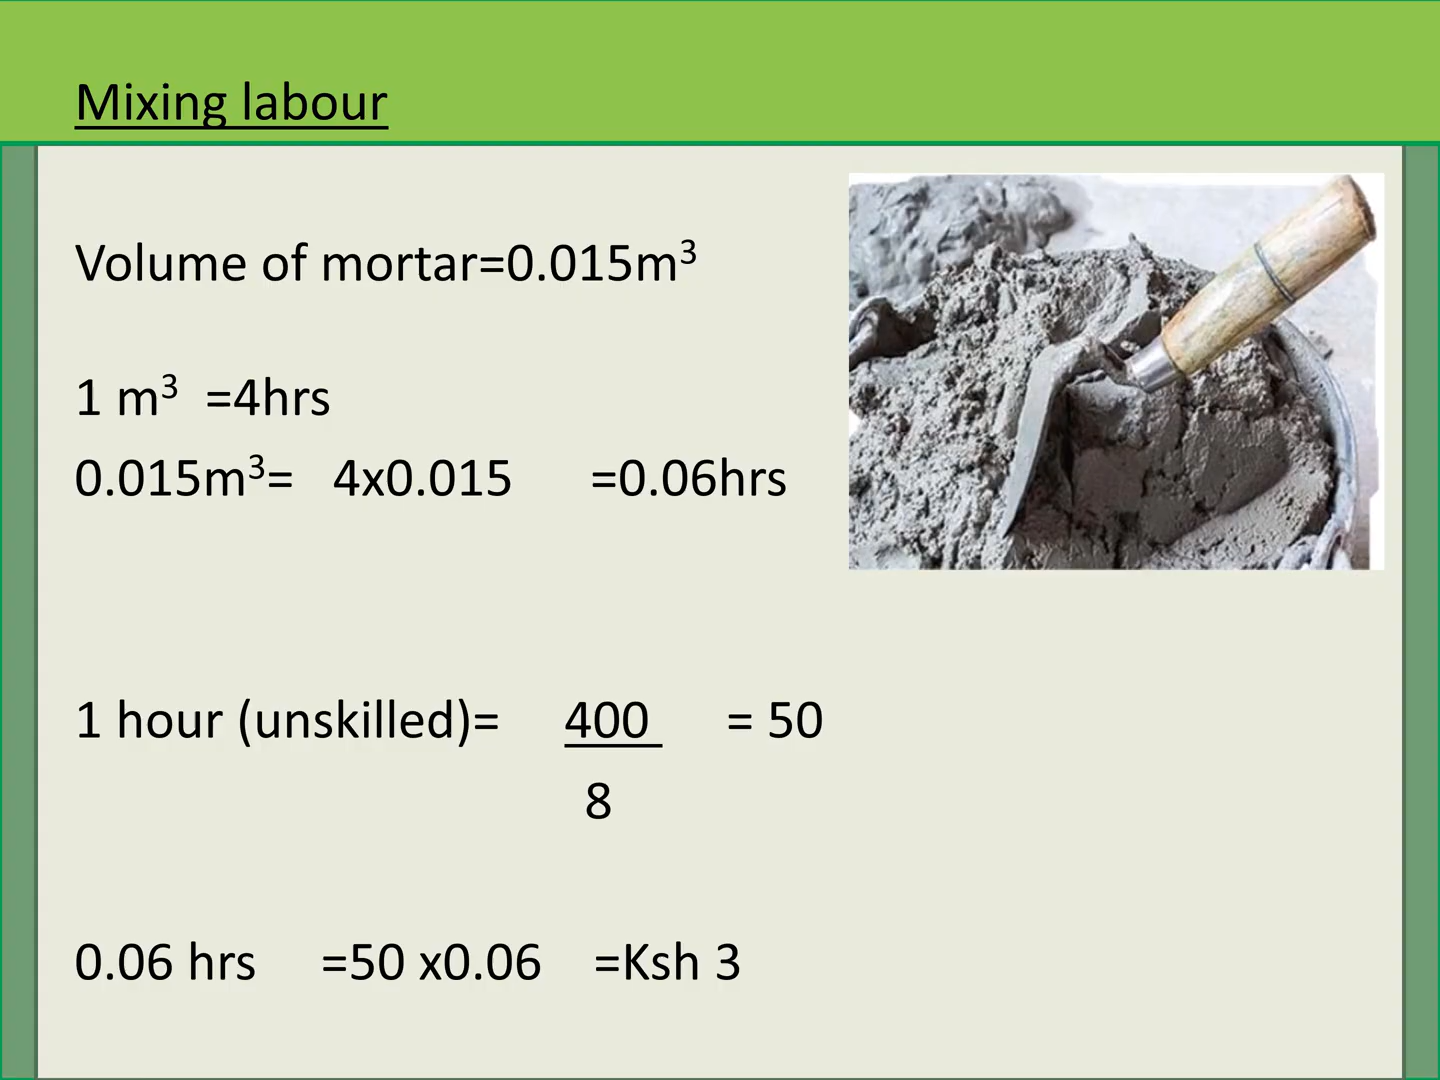 Mixing labour
Volume of mortar=0.015m³
1 m³ =4hrs
0.015m³= 4x0.015 =0.06hrs
1 hour (unskilled)= 400 = 50
8
0.06 hrs =50 x0.06 =Ksh 3